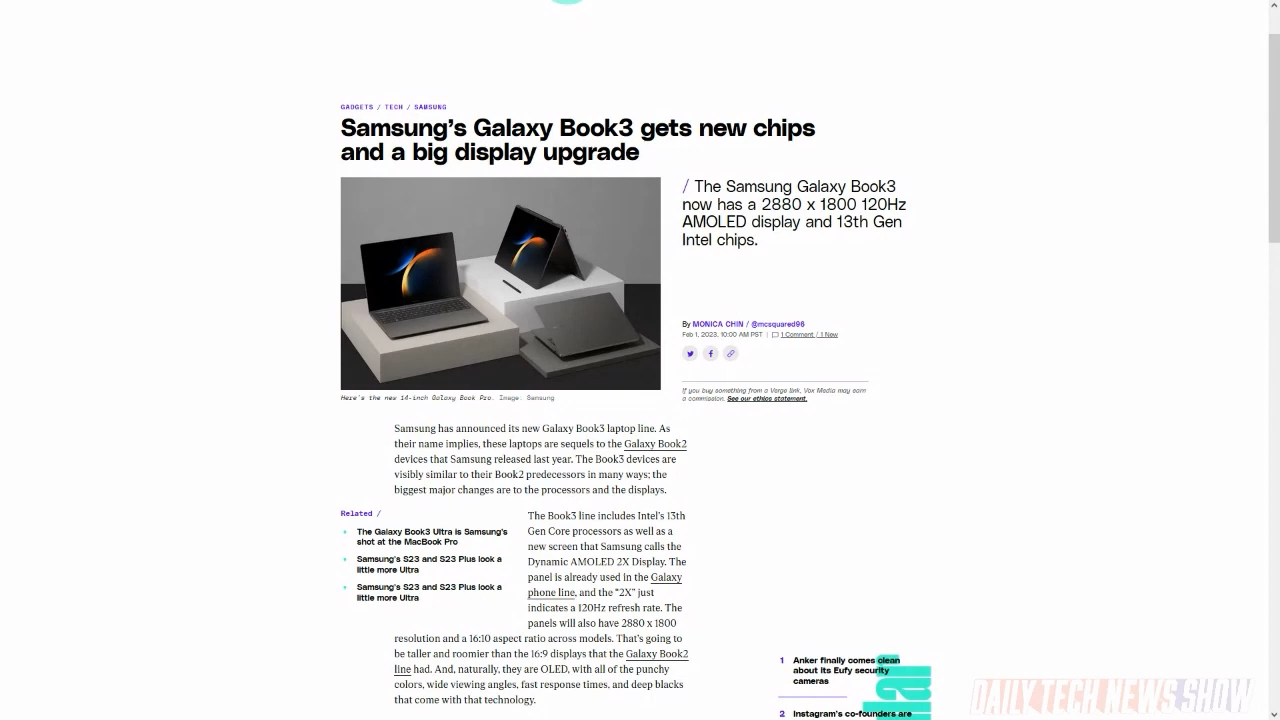 GADGETS / TECH / SAMSUNG
Samsung's Galaxy Book3 gets new chips
and a big display upgrade
/ The Samsung Galaxy Book3
now has a 2880 x 1800 120Hz
AMOLED display and 13th Gen
Intel chips.
By MONICA CHIN / @mcsquared96
Feb 1, 2023, 10:00 AM PST | 1 Comment / 1 New
If you buy something from a Verge link, Vox Media may earn
a commission. See our ethics statement.
Here's the new 14-inch Galaxy Book Pro. Image: Samsung
Samsung has announced its new Galaxy Book3 laptop line. As
their name implies, these laptops are sequels to the Galaxy Book2
devices that Samsung released last year. The Book3 devices are
visibly similar to their Book2 predecessors in many ways; the
biggest major changes are to the processors and the displays.
Related /
The Galaxy Book3 Ultra is Samsung's
shot at the MacBook Pro
Samsung's S23 and S23 Plus look a
little more Ultra
Samsung's S23 and S23 Plus look a
little more Ultra
The Book3 line includes Intel's 13th
Gen Core processors as well as a
new screen that Samsung calls the
Dynamic AMOLED 2X Display. The
panel is already used in the Galaxy
phone line, and the "2X" just
indicates a 120Hz refresh rate. The
panels will also have 2880 x 1800
resolution and a 16:10 aspect ratio across models. That's going to
be taller and roomier than the 16:9 displays that the Galaxy Book2
line had. And, naturally, they are OLED, with all of the punchy
colors, wide viewing angles, fast response times, and deep blacks
that come with that technology.
1 Anker finally comes clean
about its Eufy security
cameras
2 Instagram's co-founders are
DAILY TECH NEWS SHOW